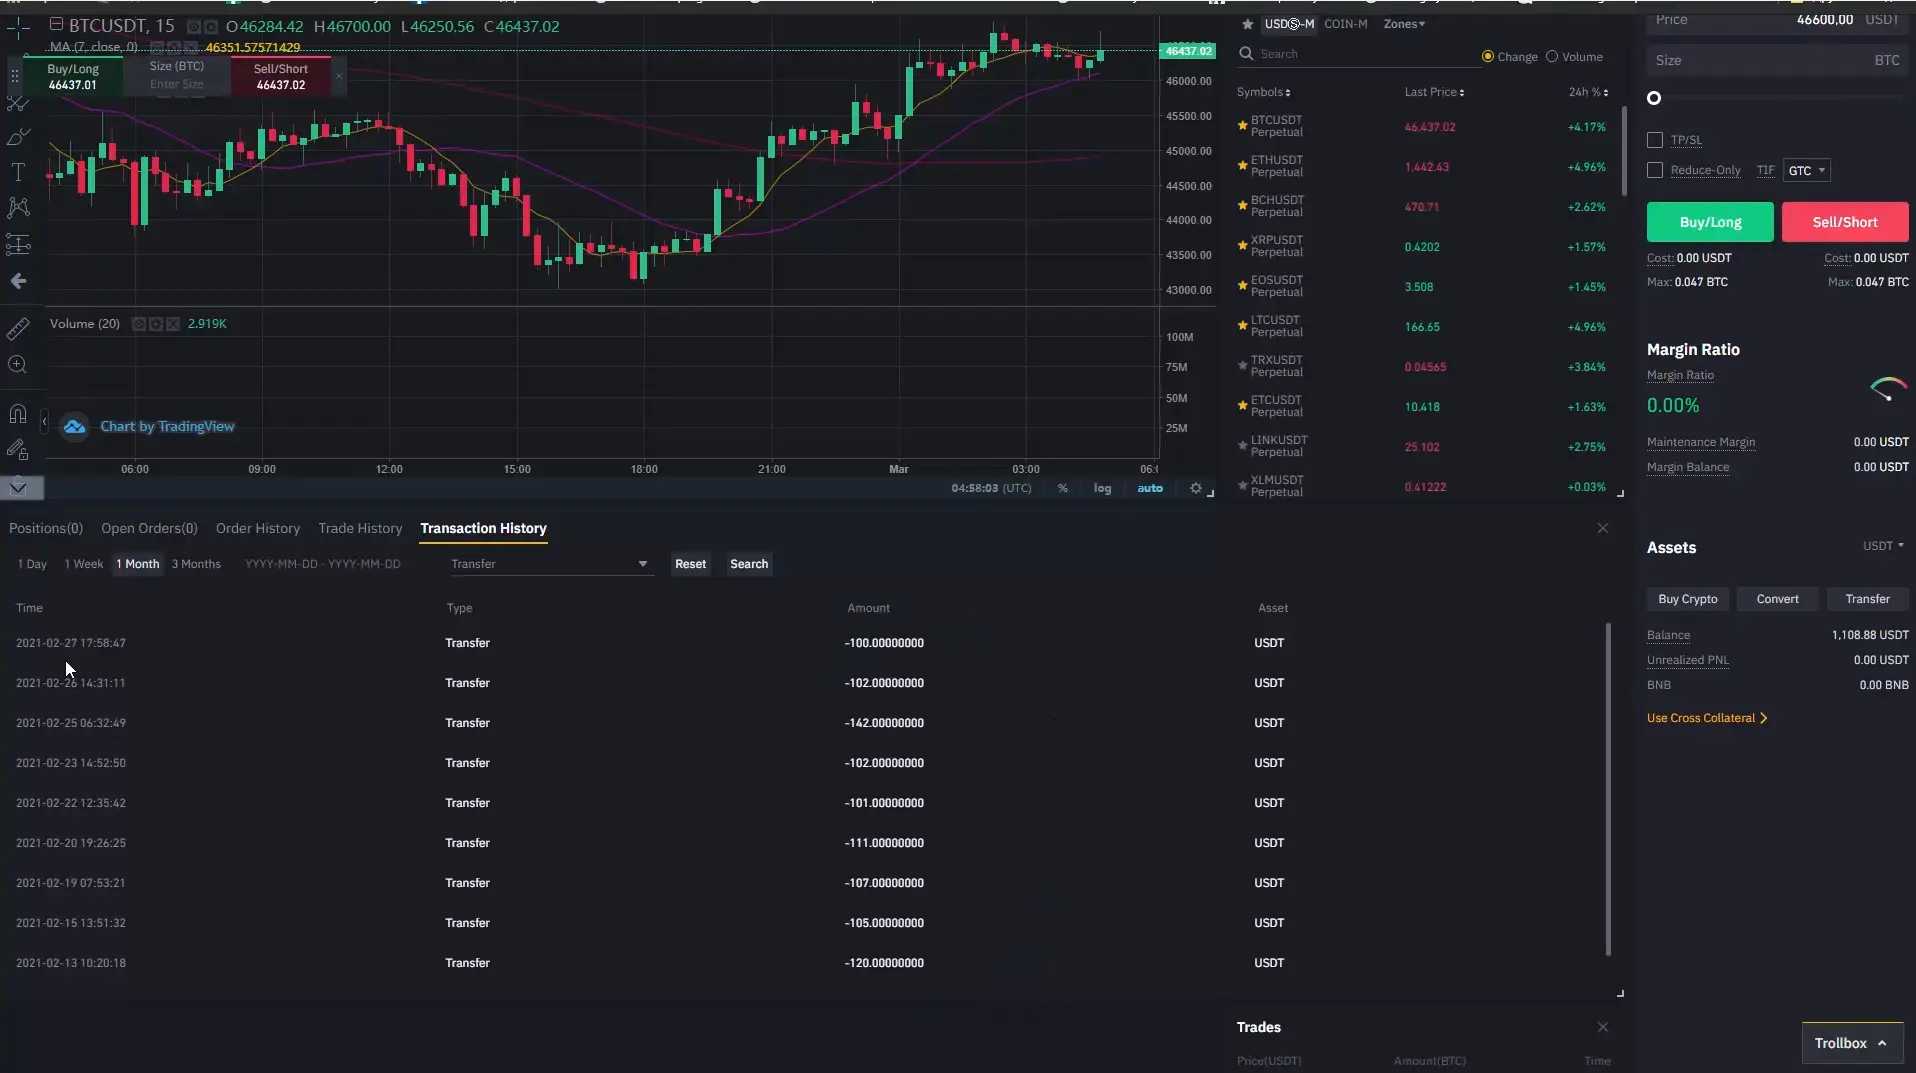 BTCUSDT, 15 O46284.42 H46700.00 L46250.56 C46437.02
MA (7, close, 0) 46351.57571429
Buy/Long
46437.01
Size (BTC)
Enter Size
Sell/Short
46437.02
46437.02
46000.00
45500.00
45000.00
44500.00
44000.00
43500.00
43000.00
Volume (20) 2.919K
100M
75M
50M
25M
Chart by TradingView
06:00 09:00 12:00 15:00 18:00 21:00 Mar 03:00
04:58:03 (UTC) % log auto
USDⓈ-M COIN-M Zones
Search
Change Volume
Symbols Last Price 24h %
BTCUSDT
Perpetual 46,437.02 +4.17%
ETHUSDT
Perpetual 1,442.43 +4.96%
BCHUSDT
Perpetual 470.71 +2.62%
XRPUSDT
Perpetual 0.4202 +1.57%
EOSUSDT
Perpetual 3.508 +1.45%
LTCUSDT
Perpetual 166.65 +4.96%
TRXUSDT
Perpetual 0.04565 +3.84%
ETCUSDT
Perpetual 10.418 +1.63%
LINKUSDT
Perpetual 25.102 +2.75%
XLMUSDT
Perpetual 0.41222 +0.03%
Price 46600,00 USDT
Size BTC
TP/SL
Reduce-Only TIF GTC
Buy/Long Sell/Short
Cost: 0.00 USDT Cost: 0.00 USDT
Max: 0.047 BTC Max: 0.047 BTC
Margin Ratio
Margin Ratio
0.00%
Maintenance Margin 0.00 USDT
Margin Balance 0.00 USDT
Assets USDT
Buy Crypto Convert Transfer
Balance 1,108.88 USDT
Unrealized PNL 0.00 USDT
BNB 0.00 BNB
Use Cross Collateral
Positions(0) Open Orders(0) Order History Trade History Transaction History
1 Day 1 Week 1 Month 3 Months YYYY-MM-DD - YYYY-MM-DD Transfer Reset Search
Time Type Amount Asset
2021-02-27 17:58:47 Transfer -100.00000000 USDT
2021-02-26 14:31:11 Transfer -102.00000000 USDT
2021-02-25 06:32:49 Transfer -142.00000000 USDT
2021-02-23 14:52:50 Transfer -102.00000000 USDT
2021-02-22 12:35:42 Transfer -101.00000000 USDT
2021-02-20 19:26:25 Transfer -111.00000000 USDT
2021-02-19 07:53:21 Transfer -107.00000000 USDT
2021-02-15 13:51:32 Transfer -105.00000000 USDT
2021-02-13 10:20:18 Transfer -120.00000000 USDT
Trades
Price(USDT) Amount(BTC) Time
Trollbox